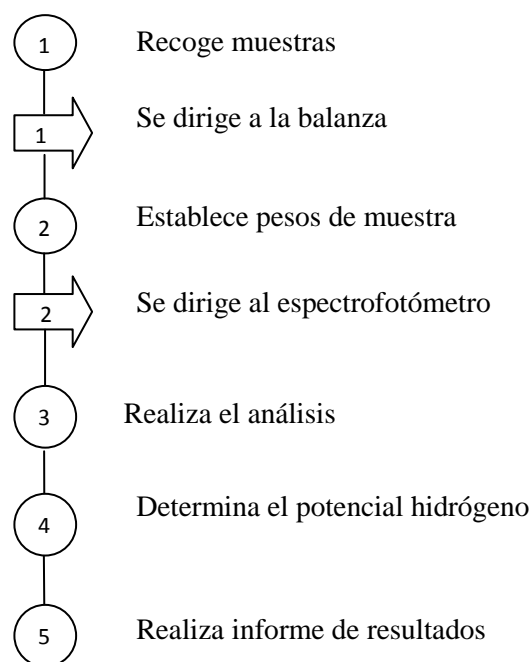 1 Recoge muestras
1 Se dirige a la balanza
2 Establece pesos de muestra
2 Se dirige al espectrofotómetro
3 Realiza el análisis
4 Determina el potencial hidrógeno
5 Realiza informe de resultados